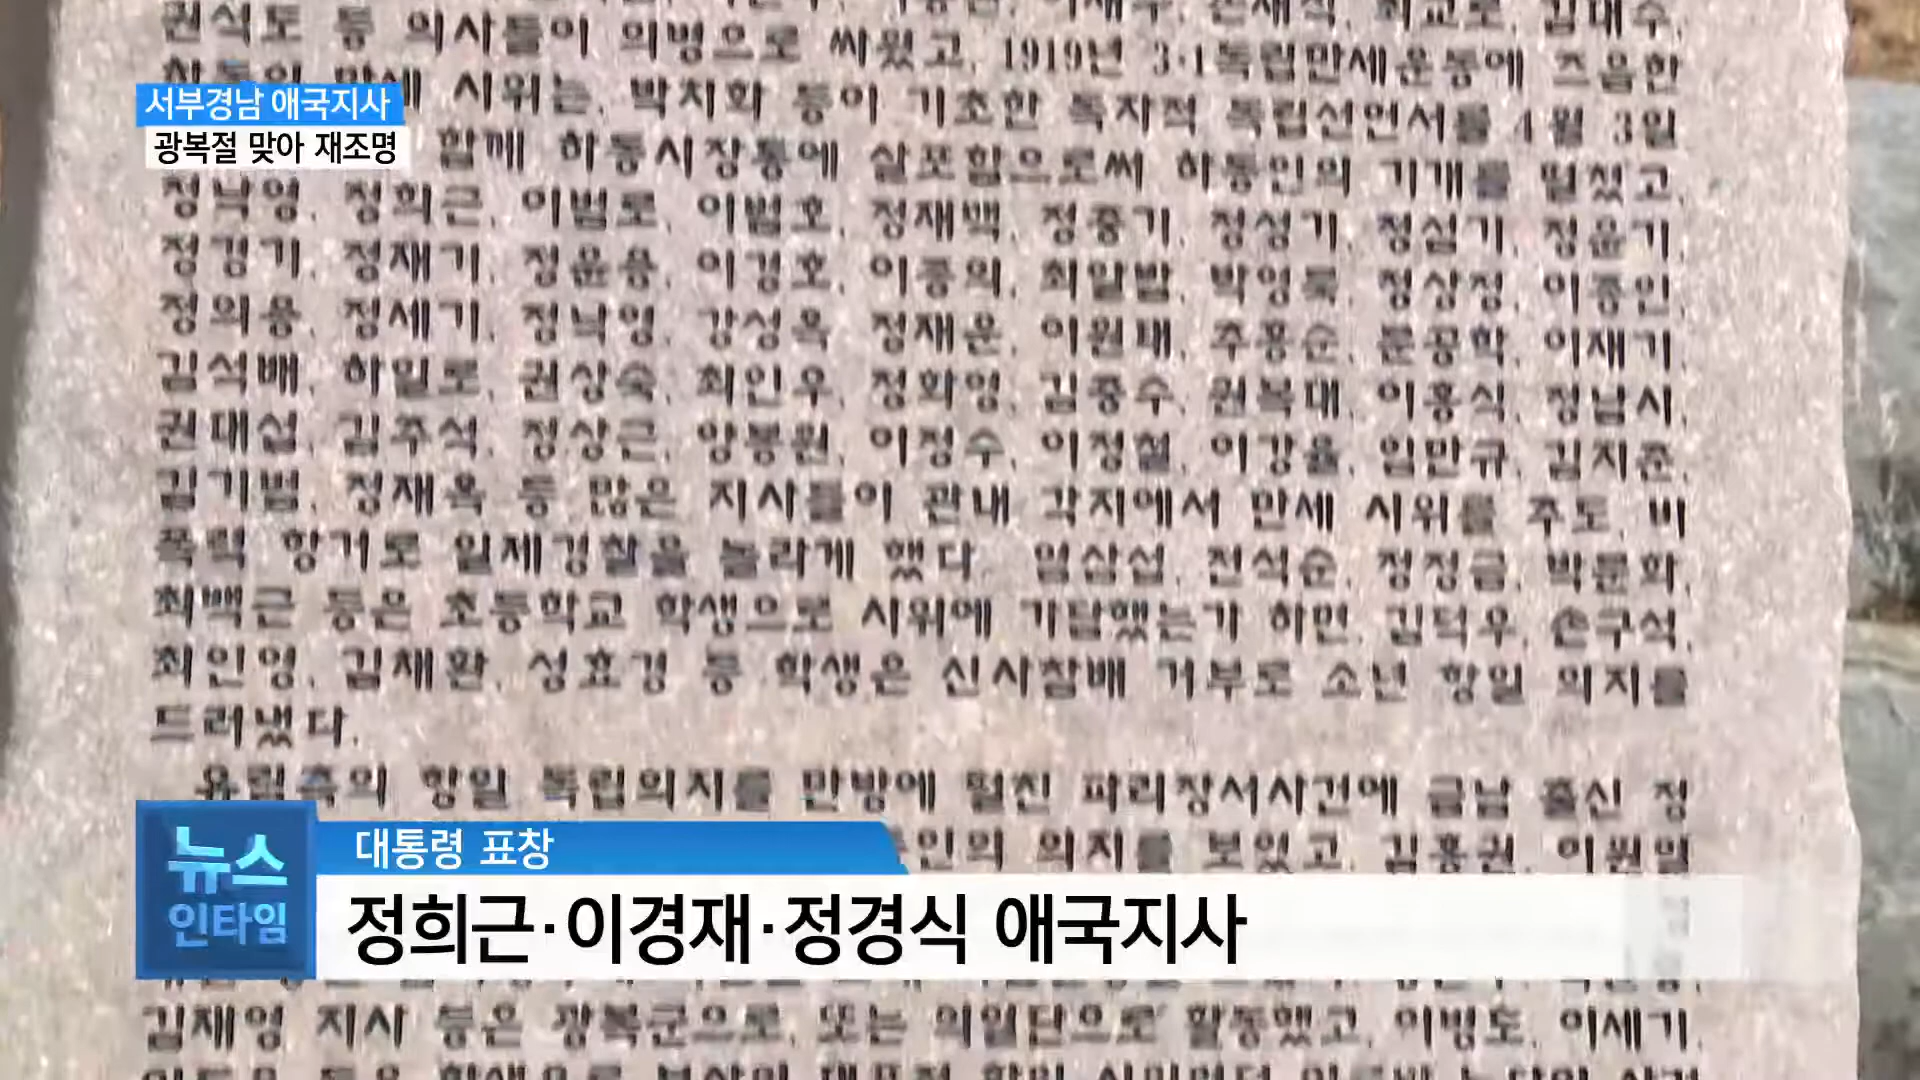 권석도 등 의사들이 의병으로 싸웠고, 1919년 3·1독립만세운동에 즈음한
시위는, 박치화 등이 기초한 독자적 독립선언서를 4월 3일
함께 하동시장통에 살포함으로써 하동인의 기개를 떨쳤고,
정낙영, 정희근, 이범로, 이범호, 정재백, 정중기, 정성기, 정섬기, 정윤기,
정경기, 정재기, 정윤용, 이경호, 이종의, 최말밥, 박영묵, 정상정, 이종인,
정의용, 정세기, 정낙영, 강성옥, 정재운, 이원태, 추홍순, 문공학, 이재기,
김석배, 하일로, 권상숙, 최인우, 정화영, 김종수, 권복대, 이홍식, 정남시,
권대섭, 김주석, 정상근, 양봉원, 이정수, 이정철, 이강율, 임만규, 김지준,
김기범, 정재옥 등 많은 지사들이 관내 각지에서 만세 시위를 주도, 비
폭력 항거로 일제경찰을 놀라게 했다. 염삼섭, 전석순, 정정금, 박문화,
최백근 등은 초등학교 학생으로 시위에 가담했는가 하면, 김덕우, 손구석,
최인영, 김채환, 성효경 등 학생은 신사참배 거부로 소년 항일 의지를
드러냈다.
유림측의 항일 독립의지를 만방에 떨친 파리장서사건에 금남 출신 정
의지를 보였고, 김홍권, 이원열
김재영 지사 등은 광복군으로, 또는 의열단으로 활동했고, 이병호, 이세기,
서부경남 애국지사
광복절 맞아 재조명
뉴스
인타임
대통령 표창
정희근·이경재·정경식 애국지사